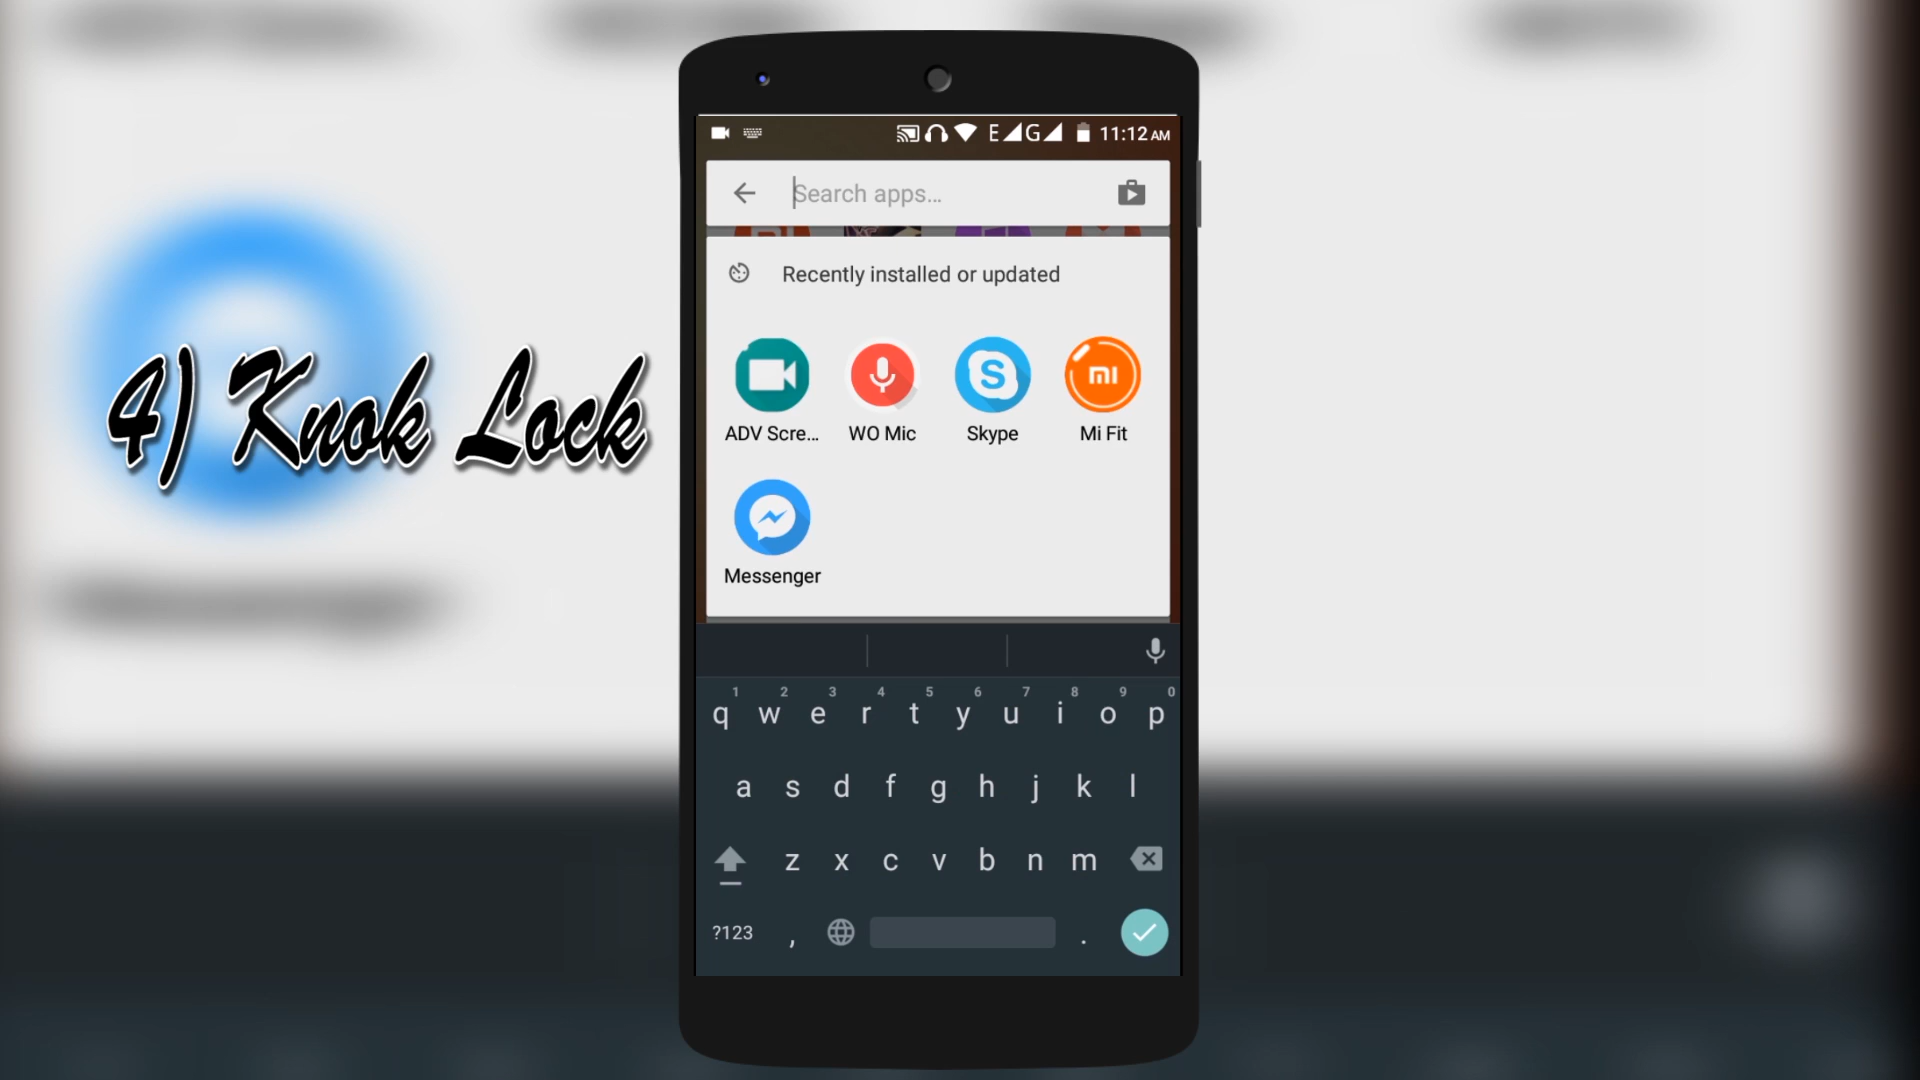 4) Knok Lock
E G 11:12 AM
Search apps...
Recently installed or updated
ADV Scre... WO Mic Skype Mi Fit
Messenger
1 2 3 4 5 6 7 8 9 0
q w e r t y u i o p
a s d f g h j k l
z x c v b n m
?123 , .